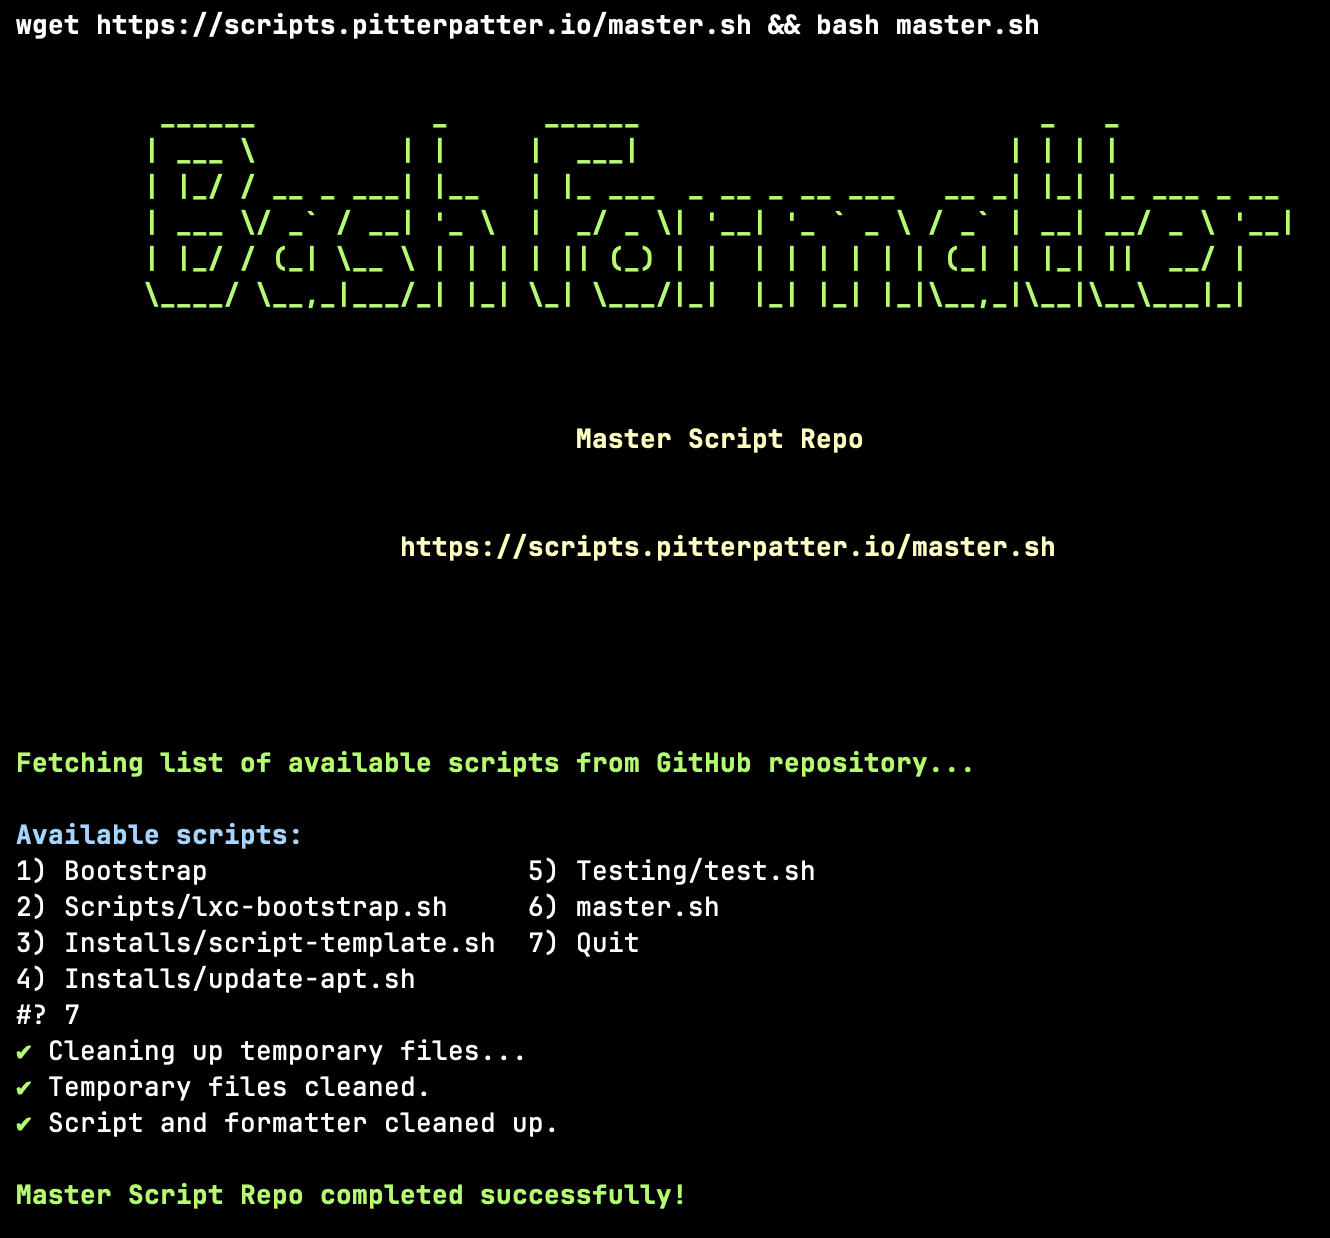 wget https://scripts.pitterpatter.io/master.sh && bash master.sh
Bash Formatter
Master Script Repo
https://scripts.pitterpatter.io/master.sh
Fetching list of available scripts from GitHub repository...
Available scripts:
1) Bootstrap 5) Testing/test.sh
2) Scripts/lxc-bootstrap.sh 6) master.sh
3) Installs/script-template.sh 7) Quit
4) Installs/update-apt.sh
#? 7
✔ Cleaning up temporary files...
✔ Temporary files cleaned.
✔ Script and formatter cleaned up.
Master Script Repo completed successfully!